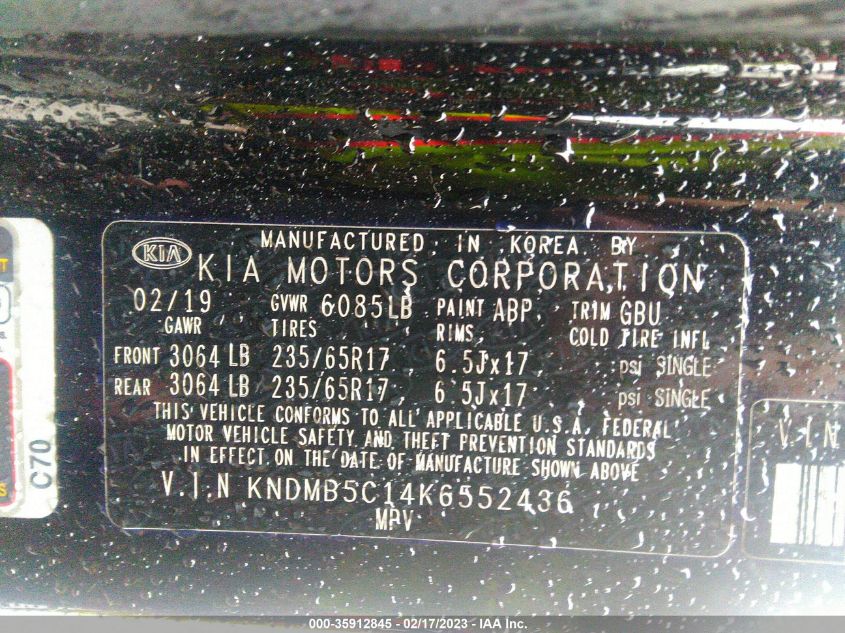 MANUFACTURED IN KOREA BY
KIA KIA MOTORS CORPORATION
02/19 GVWR 6085LB PAINT ABP TRIM GBU
GAWR TIRES RIMS COLD TIRE INFL
FRONT 3064 LB 235/65R17 , 6.5Jx17 , psi SINGLE
REAR 3064 LB 235/65R17 , 6.5Jx17 , psi SINGLE
THIS VEHICLE CONFORMS TO ALL APPLICABLE U.S.A. FEDERAL
MOTOR VEHICLE SAFETY AND THEFT PREVENTION STANDARDS
IN EFFECT ON THE DATE OF MANUFACTURE SHOWN ABOVE
V.I.N KNDMB5C14K6552436
MPV
C70
VIN
000-35912845 - 02/17/2023 - IAA Inc.